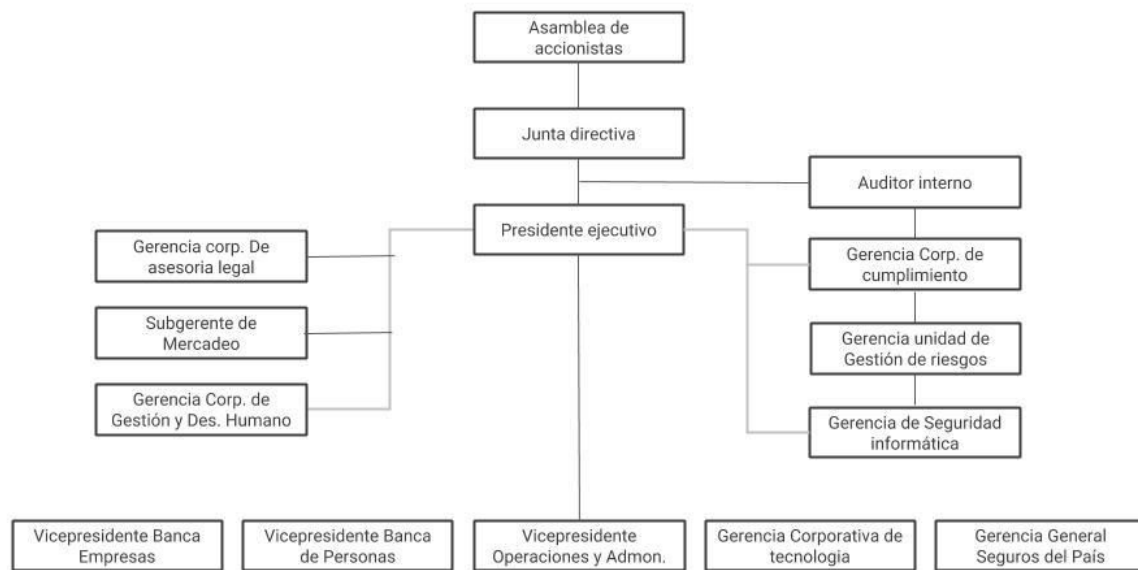 Asamblea de
accionistas
Junta directiva
Auditor interno
Presidente ejecutivo
Gerencia corp. De
asesoria legal
Gerencia Corp. de
cumplimiento
Subgerente de
Mercadeo
Gerencia unidad de
Gestión de riesgos
Gerencia Corp. de
Gestión y Des. Humano
Gerencia de Seguridad
informática
Vicepresidente Banca
Empresas
Vicepresidente Banca
de Personas
Vicepresidente
Operaciones y Admon.
Gerencia Corporativa de
tecnologia
Gerencia General
Seguros del País